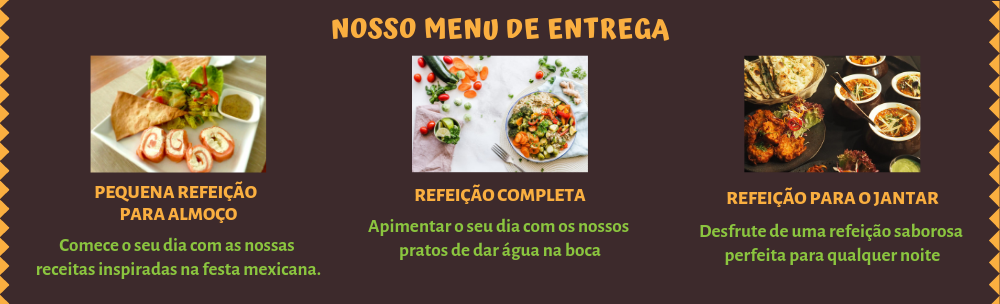 NOSSO MENU DE ENTREGA
PEQUENA REFEIÇÃO
PARA ALMOÇO
Comece o seu dia com as nossas
receitas inspiradas na festa mexicana.
REFEIÇÃO COMPLETA
Apimentar o seu dia com os nossos
pratos de dar água na boca
REFEIÇÃO PARA O JANTAR
Desfrute de uma refeição saborosa
perfeita para qualquer noite